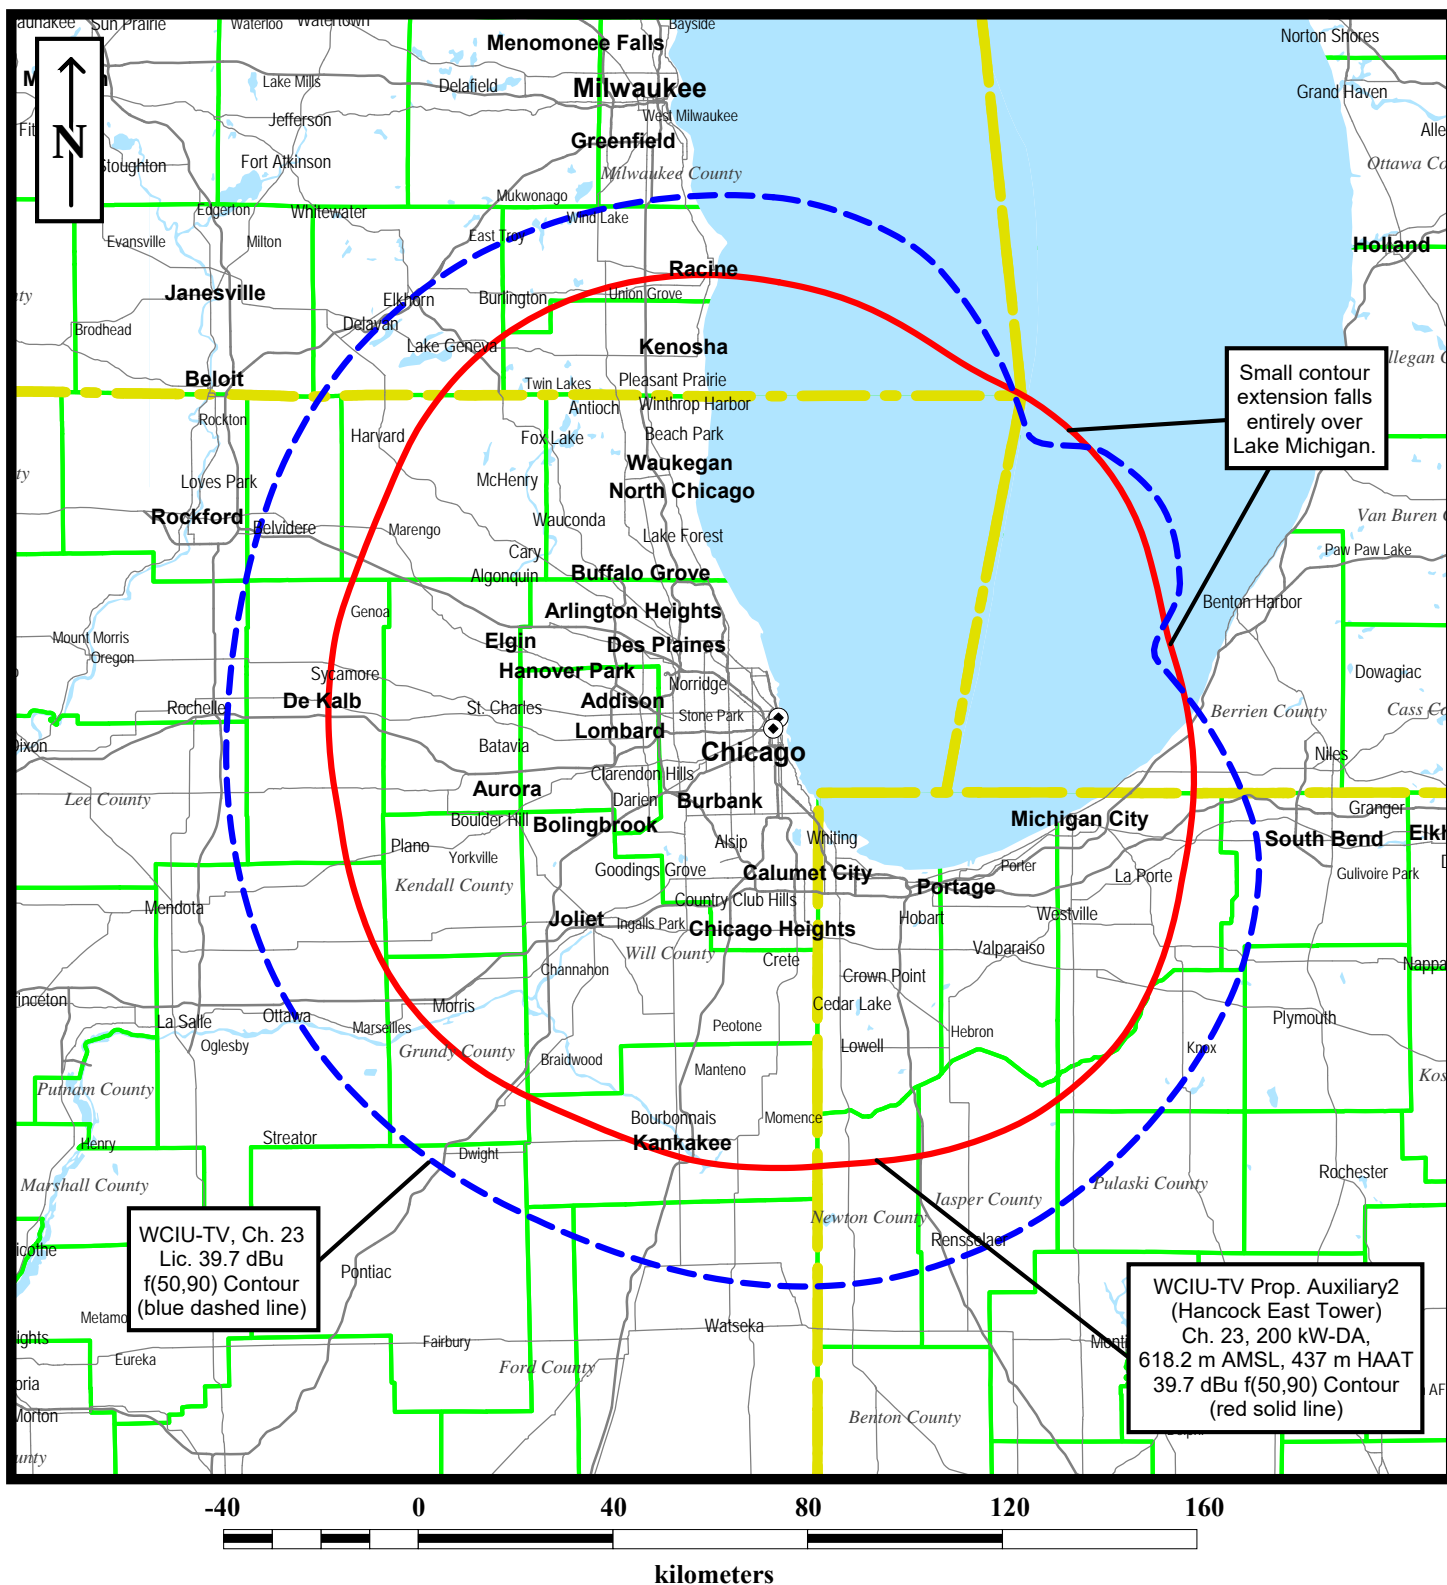 Sun Prairie
Waterloo
Watertown
Bayside
Norton Shores
Menomonee Falls
Lake Mills
Delafield
Milwaukee
Grand Haven
West Milwaukee
Jefferson
Greenfield
N
Stoughton
Fort Atkinson
Milwaukee County
Mukwonago
Edgerton
Whitewater
Wind Lake
Evansville
Milton
East Troy
Holland
Racine
Janesville
Elkhorn
Burlington
Union Grove
Brodhead
Delavan
Lake Geneva
Kenosha
Beloit
Twin Lakes
Pleasant Prairie
Small contour
extension falls
entirely over
Lake Michigan.
Rockton
Antioch
Winthrop Harbor
Harvard
Fox Lake
Beach Park
Waukegan
Loves Park
McHenry
North Chicago
Rockford
Belvidere
Marengo
Wauconda
Lake Forest
Paw Paw Lake
Cary
Algonquin
Buffalo Grove
Genoa
Arlington Heights
Benton Harbor
Mount Morris
Oregon
Elgin
Des Plaines
Sycamore
Hanover Park
Norridge
Dowagiac
Rochelle
De Kalb
St. Charles
Addison
Stone Park
Berrien County
Lombard
Dixon
Batavia
Chicago
Niles
Lee County
Clarendon Hills
Aurora
Darien
Burbank
Granger
Boulder Hill
Bolingbrook
Michigan City
South Bend
Plano
Yorkville
Alsip
Whiting
Kendall County
Goodings Grove
Calumet City
Portage
Porter
La Porte
Gulivoire Park
Mendota
Country Club Hills
Joliet
Ingalls Park
Chicago Heights
Hobart
Westville
Will County
Crete
Valparaiso
Channahon
Crown Point
Morris
Cedar Lake
La Salle
Ottawa
Marseilles
Peotone
Hebron
Plymouth
Oglesby
Grundy County
Braidwood
Lowell
Knox
Putnam County
Manteno
Bourbonnais
Momence
Henry
Streator
Dwight
Kankakee
Marshall County
Jasper County
Pulaski County
Rochester
Newton County
Rensselaer
WCIU-TV, Ch. 23
Lic. 39.7 dBu
f(50,90) Contour
(blue dashed line)
Pontiac
WCIU-TV Prop. Auxiliary2
(Hancock East Tower)
Ch. 23, 200 kW-DA,
618.2 m AMSL, 437 m HAAT
39.7 dBu f(50,90) Contour
(red solid line)
Watseka
Fairbury
Eureka
Ford County
Morton
Benton County
-40 0 40 80 120 160
kilometers